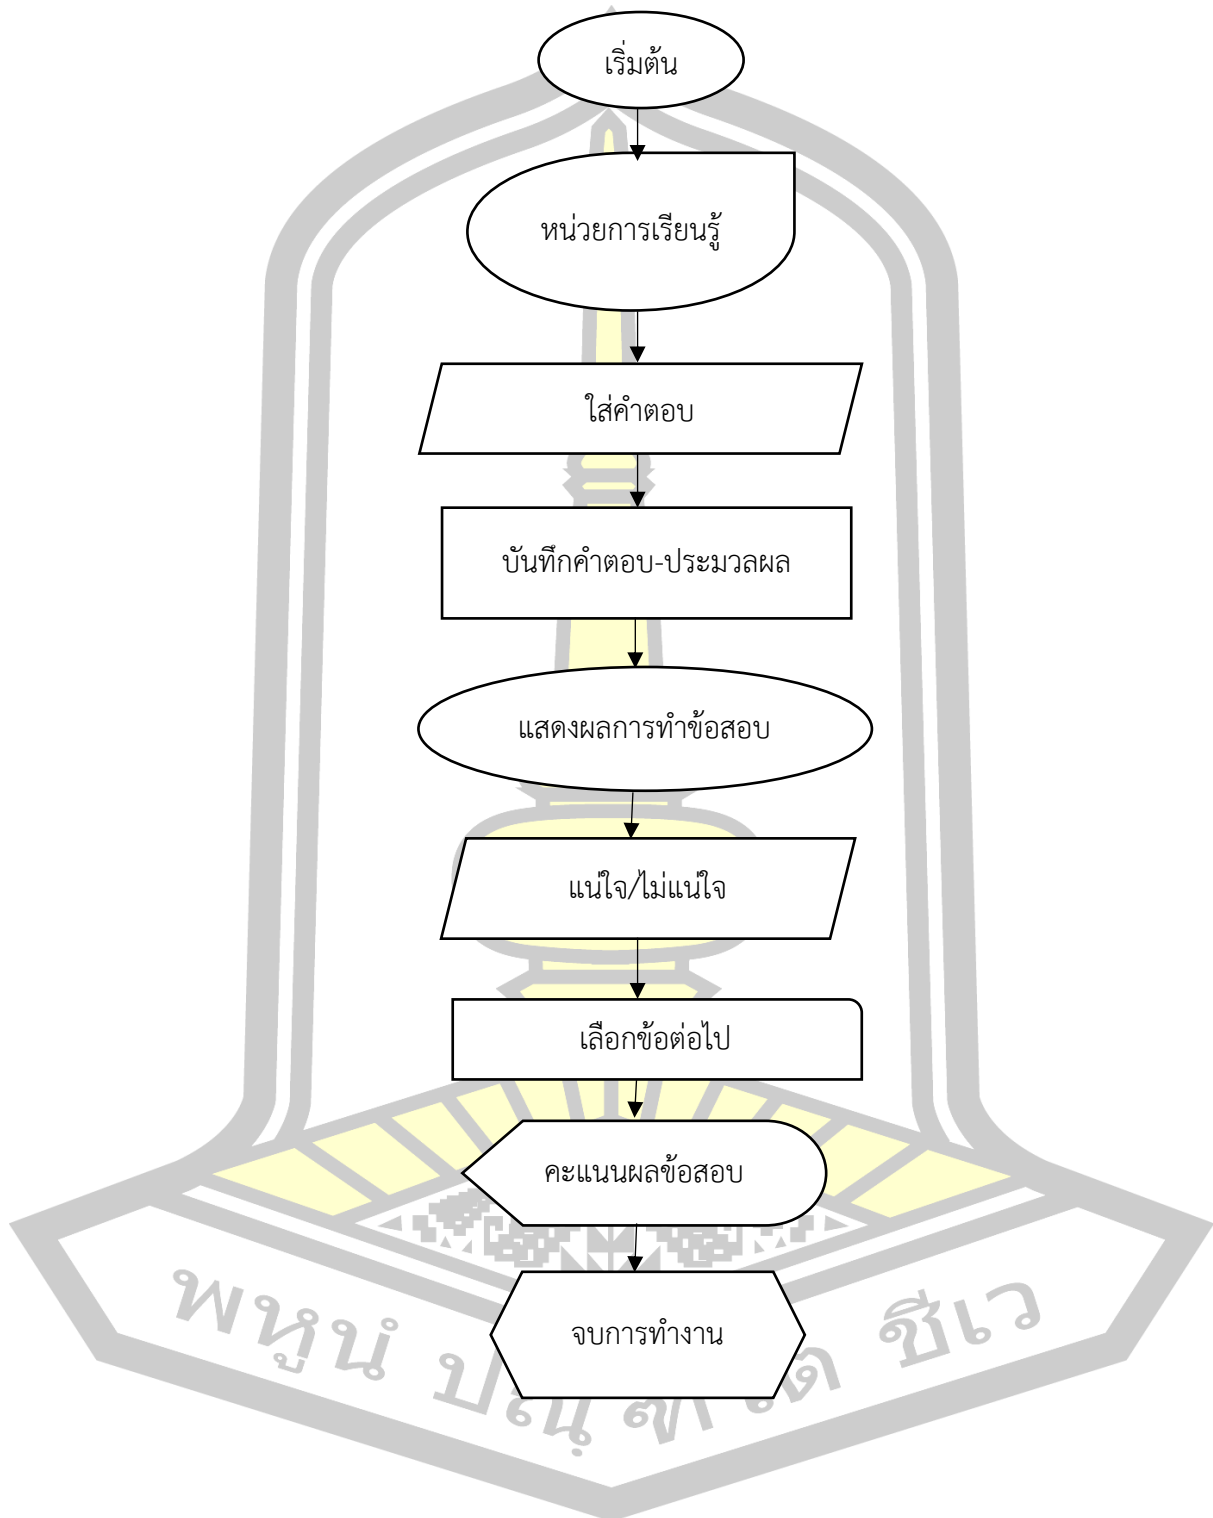 เริ่มต้น
หน่วยการเรียนรู้
ใส่คำตอบ
บันทึกคำตอบ-ประมวลผล
แสดงผลการทำข้อสอบ
แน่ใจ/ไม่แน่ใจ
เลือกข้อต่อไป
คะแนนผลข้อสอบ
จบการทำงาน
พหูนํ ปณฺฑิโต ชีเว